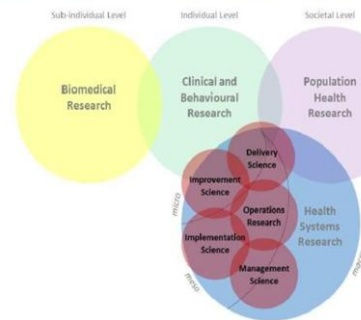 Sub-individual Level
Individual Level
Societal Level
Biomedical
Research
Clinical and
Behavioural
Research
Population
Health
Research
Delivery
Science
Improvement
Science
Operations
Research
Health
Systems
Research
Implementation
Science
Management
Science
micro
meso